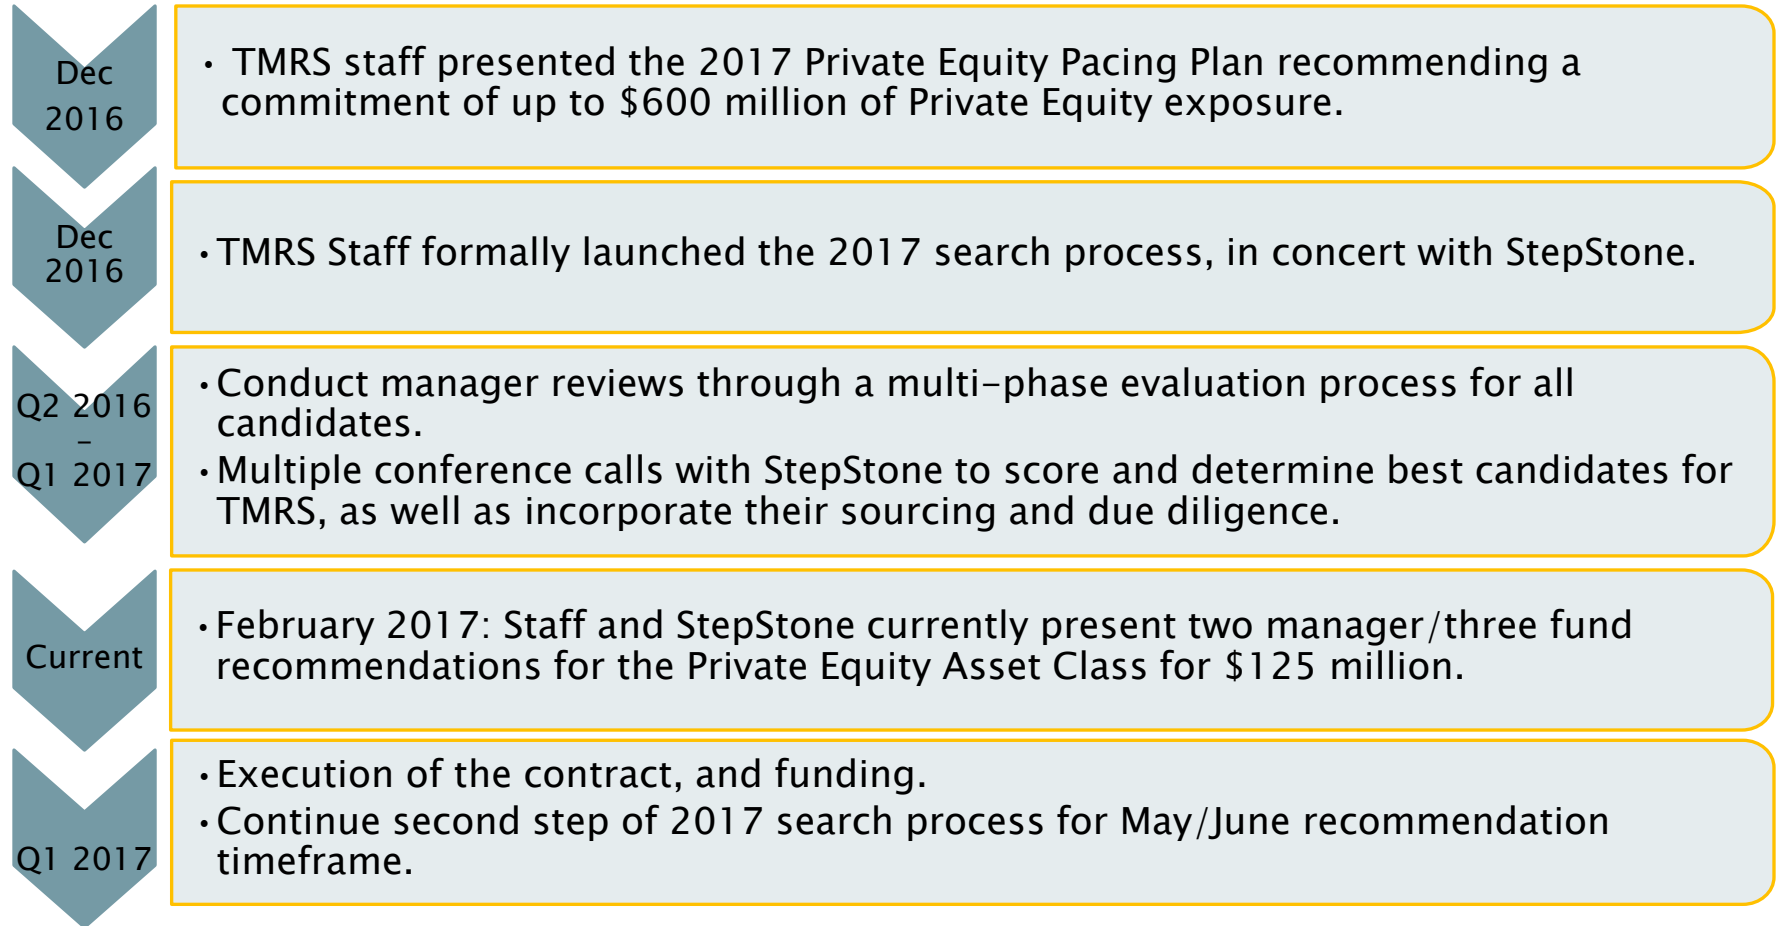 Dec
2016
• TMRS staff presented the 2017 Private Equity Pacing Plan recommending a
commitment of up to $600 million of Private Equity exposure.
Dec
2016
• TMRS Staff formally launched the 2017 search process, in concert with StepStone.
Q2 2016
–
Q1 2017
• Conduct manager reviews through a multi-phase evaluation process for all
candidates.
• Multiple conference calls with StepStone to score and determine best candidates for
TMRS, as well as incorporate their sourcing and due diligence.
Current
• February 2017: Staff and StepStone currently present two manager/three fund
recommendations for the Private Equity Asset Class for $125 million.
Q1 2017
• Execution of the contract, and funding.
• Continue second step of 2017 search process for May/June recommendation
timeframe.